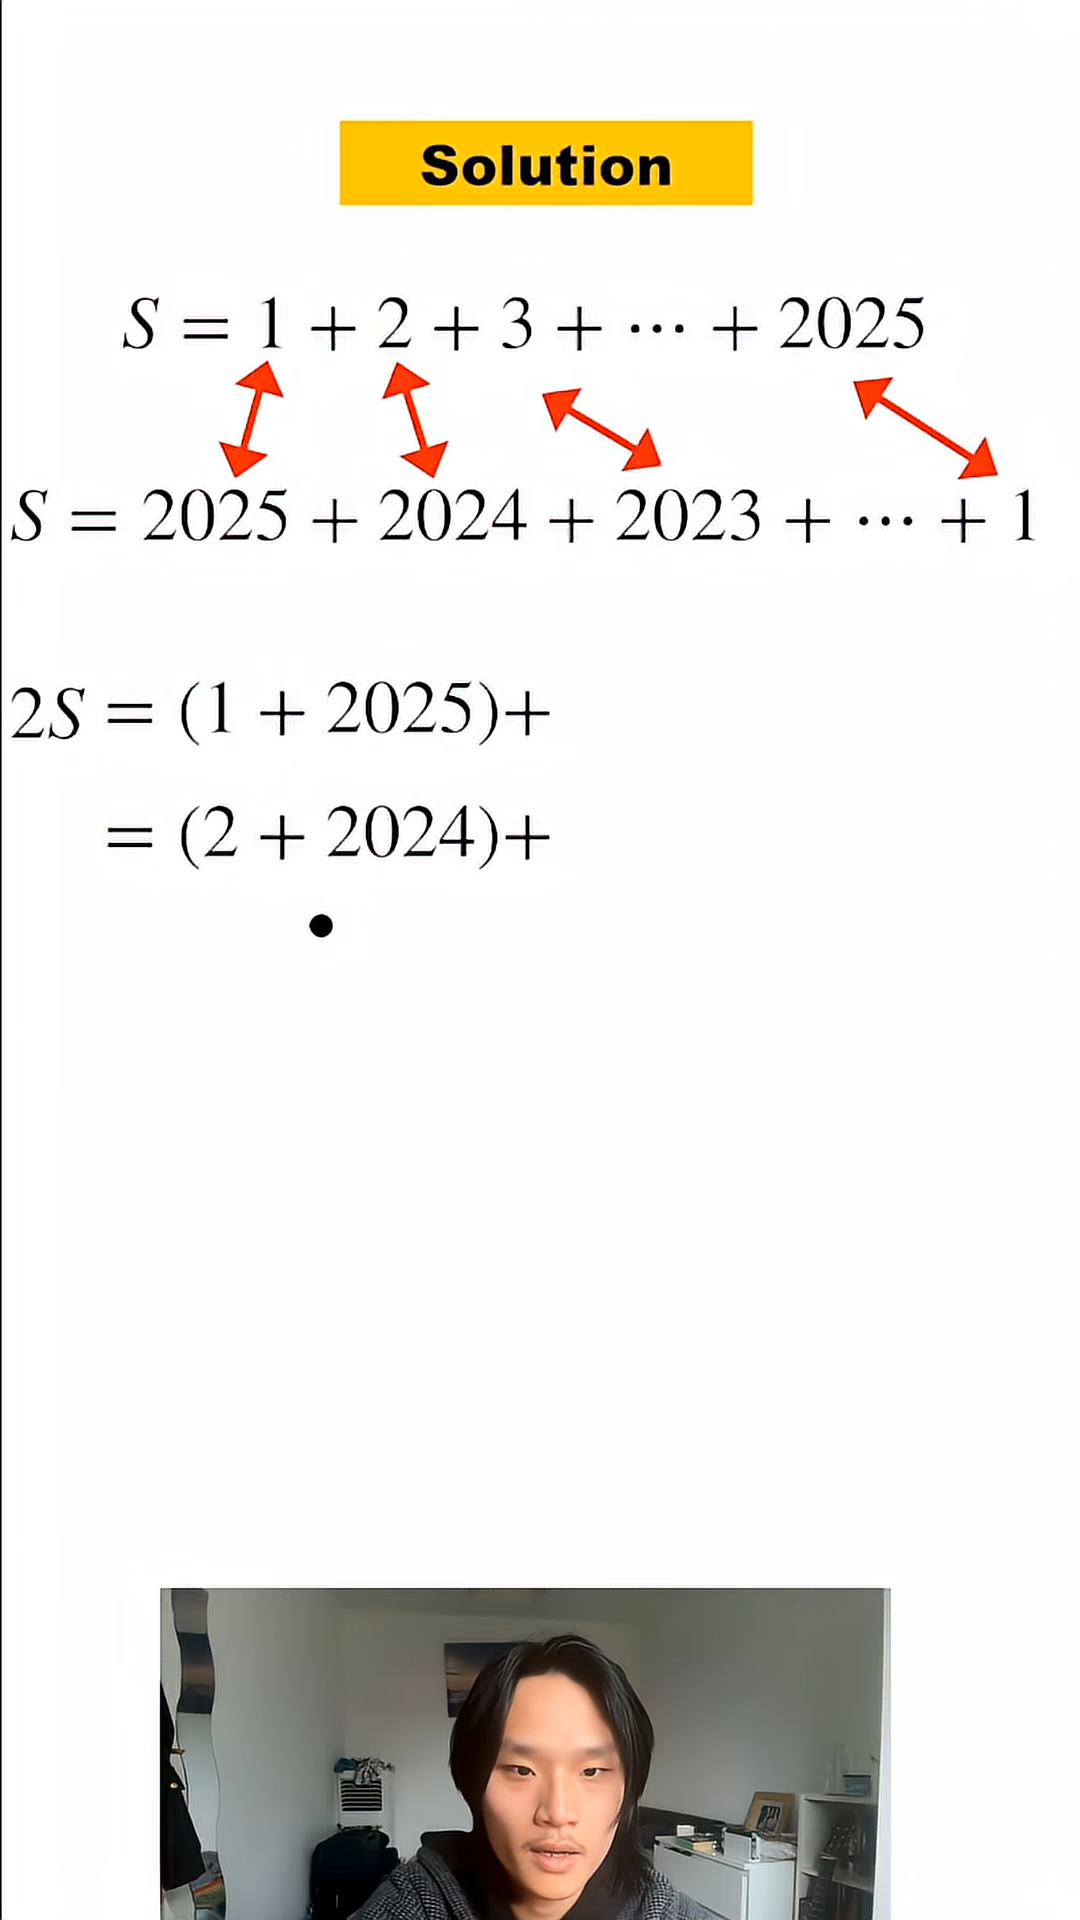 Solution
S = 1 + 2 + 3 + ⋯ + 2025
S = 2025 + 2024 + 2023 + ⋯ + 1
2S = (1 + 2025)+
= (2 + 2024)+